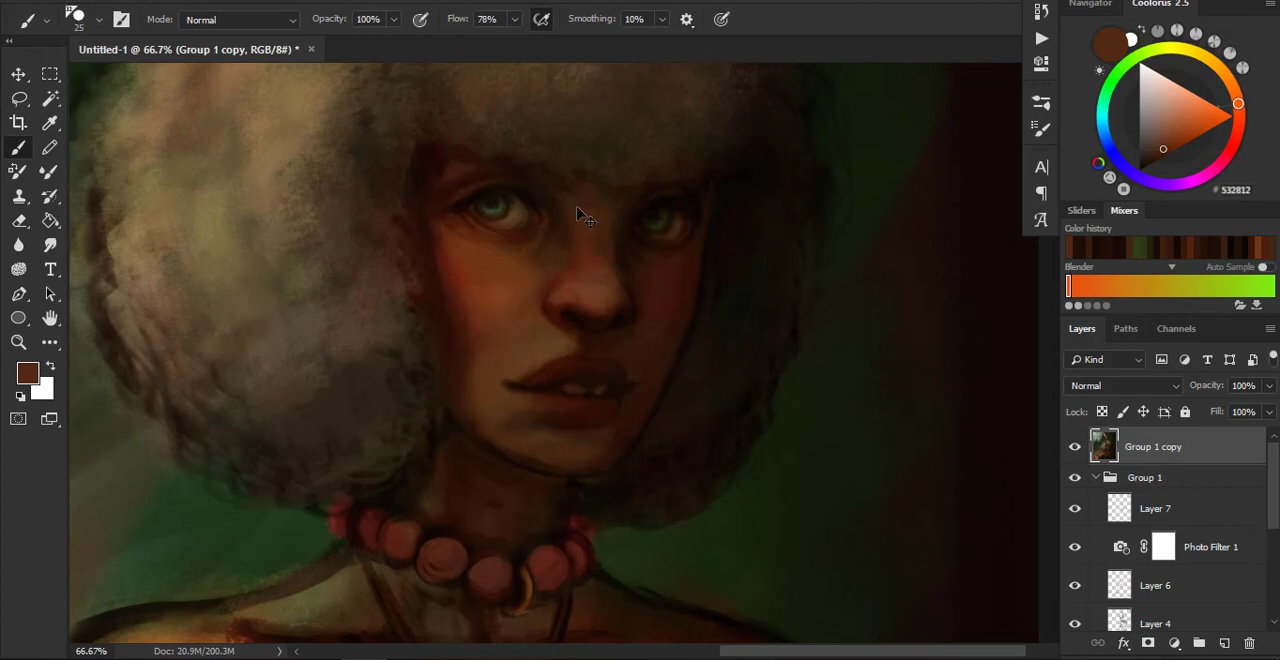 25
Mode: Normal
Opacity: 100%
Flow: 78%
Smoothing: 10%
Untitled-1 @ 66.7% (Group 1 copy, RGB/8#) *
Navigator
Coolorus 2.5
# 532812
Sliders
Mixers
Color history
Blender
Auto Sample
Layers
Paths
Channels
Kind
Normal
Opacity: 100%
Lock:
Fill: 100%
Group 1 copy
Group 1
Layer 7
Photo Filter 1
Layer 6
Layer 4
66.67%
Doc: 20.9M/200.3M